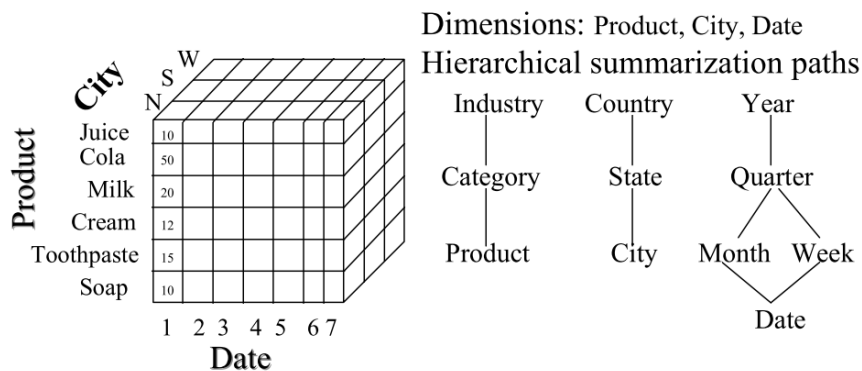 Dimensions: Product, City, Date
Hierarchical summarization paths
City
W
S
N
Product
Juice 10
Cola 50
Milk 20
Cream 12
Toothpaste 15
Soap 10
1 2 3 4 5 6 7
Date
Industry Country Year
Category State Quarter
Product City Month Week
Date